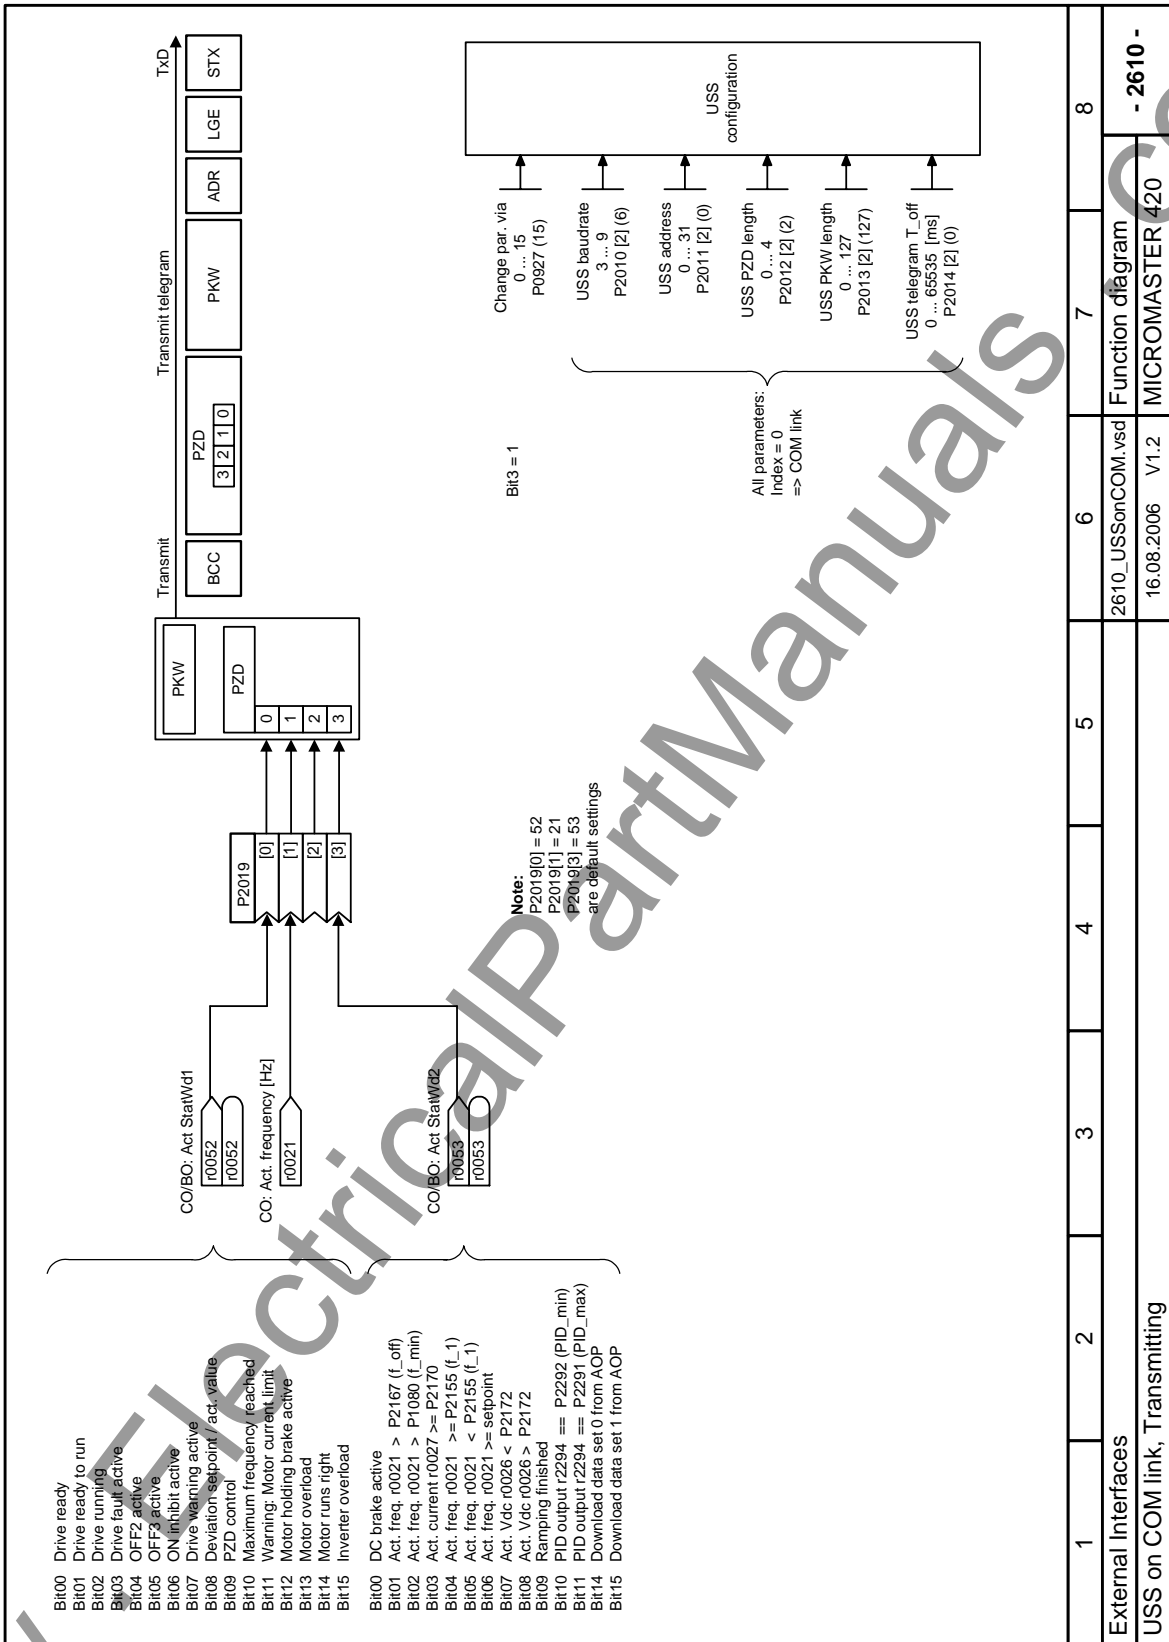 Bit00 Drive ready
Bit01 Drive ready to run
Bit02 Drive running
Bit03 Drive fault active
Bit04 OFF2 active
Bit05 OFF3 active
Bit06 ON inhibit active
Bit07 Drive warning active
Bit08 Deviation setpoint / act. value
Bit09 PZD control
Bit10 Maximum frequency reached
Bit11 Warning: Motor current limit
Bit12 Motor holding brake active
Bit13 Motor overload
Bit14 Motor runs right
Bit15 Inverter overload
Bit00 DC brake active
Bit01 Act. freq. r0021 > P2167 (f_off)
Bit02 Act. freq. r0021 > P1080 (f_min)
Bit03 Act. current r0027 >= P2170
Bit04 Act. freq. r0021 >= P2155 (f_1)
Bit05 Act. freq. r0021 < P2155 (f_1)
Bit06 Act. freq. r0021 >= setpoint
Bit07 Act. Vdc r0026 < P2172
Bit08 Act. Vdc r0026 > P2172
Bit09 Ramping finished
Bit10 PID output r2294 == P2292 (PID_min)
Bit11 PID output r2294 == P2291 (PID_max)
Bit14 Download data set 0 from AOP
Bit15 Download data set 1 from AOP
CO/BO: Act StatWd1
r0052
r0052
CO: Act. frequency [Hz]
r0021
CO/BO: Act StatWd2
r0053
r0053
P2019
[0]
[1]
[2]
[3]
Note:
P2019[0] = 52
P2019[1] = 21
P2019[3] = 53
are default settings
PKW
PZD
0
1
2
3
Transmit
Transmit telegram
TxD
BCC
PZD
3 2 1 0
PKW
ADR
LGE
STX
Bit3 = 1
All parameters:
Index = 0
=> COM link
Change par. via
0 ... 15
P0927 (15)
USS baudrate
3 ... 9
P2010 [2] (6)
USS address
0 ... 31
P2011 [2] (0)
USS PZD length
0 ... 4
P2012 [2] (2)
USS PKW length
0 ... 127
P2013 [2] (127)
USS telegram T_off
0 ... 65535 [ms]
P2014 [2] (0)
USS
configuration
1 2 3 4 5 6 7 8
External Interfaces
2610_USSonCOM.vsd
Function diagram
- 2610 -
USS on COM link, Transmitting
16.08.2006 V1.2
MICROMASTER 420
. ElectricalPartManuals . co